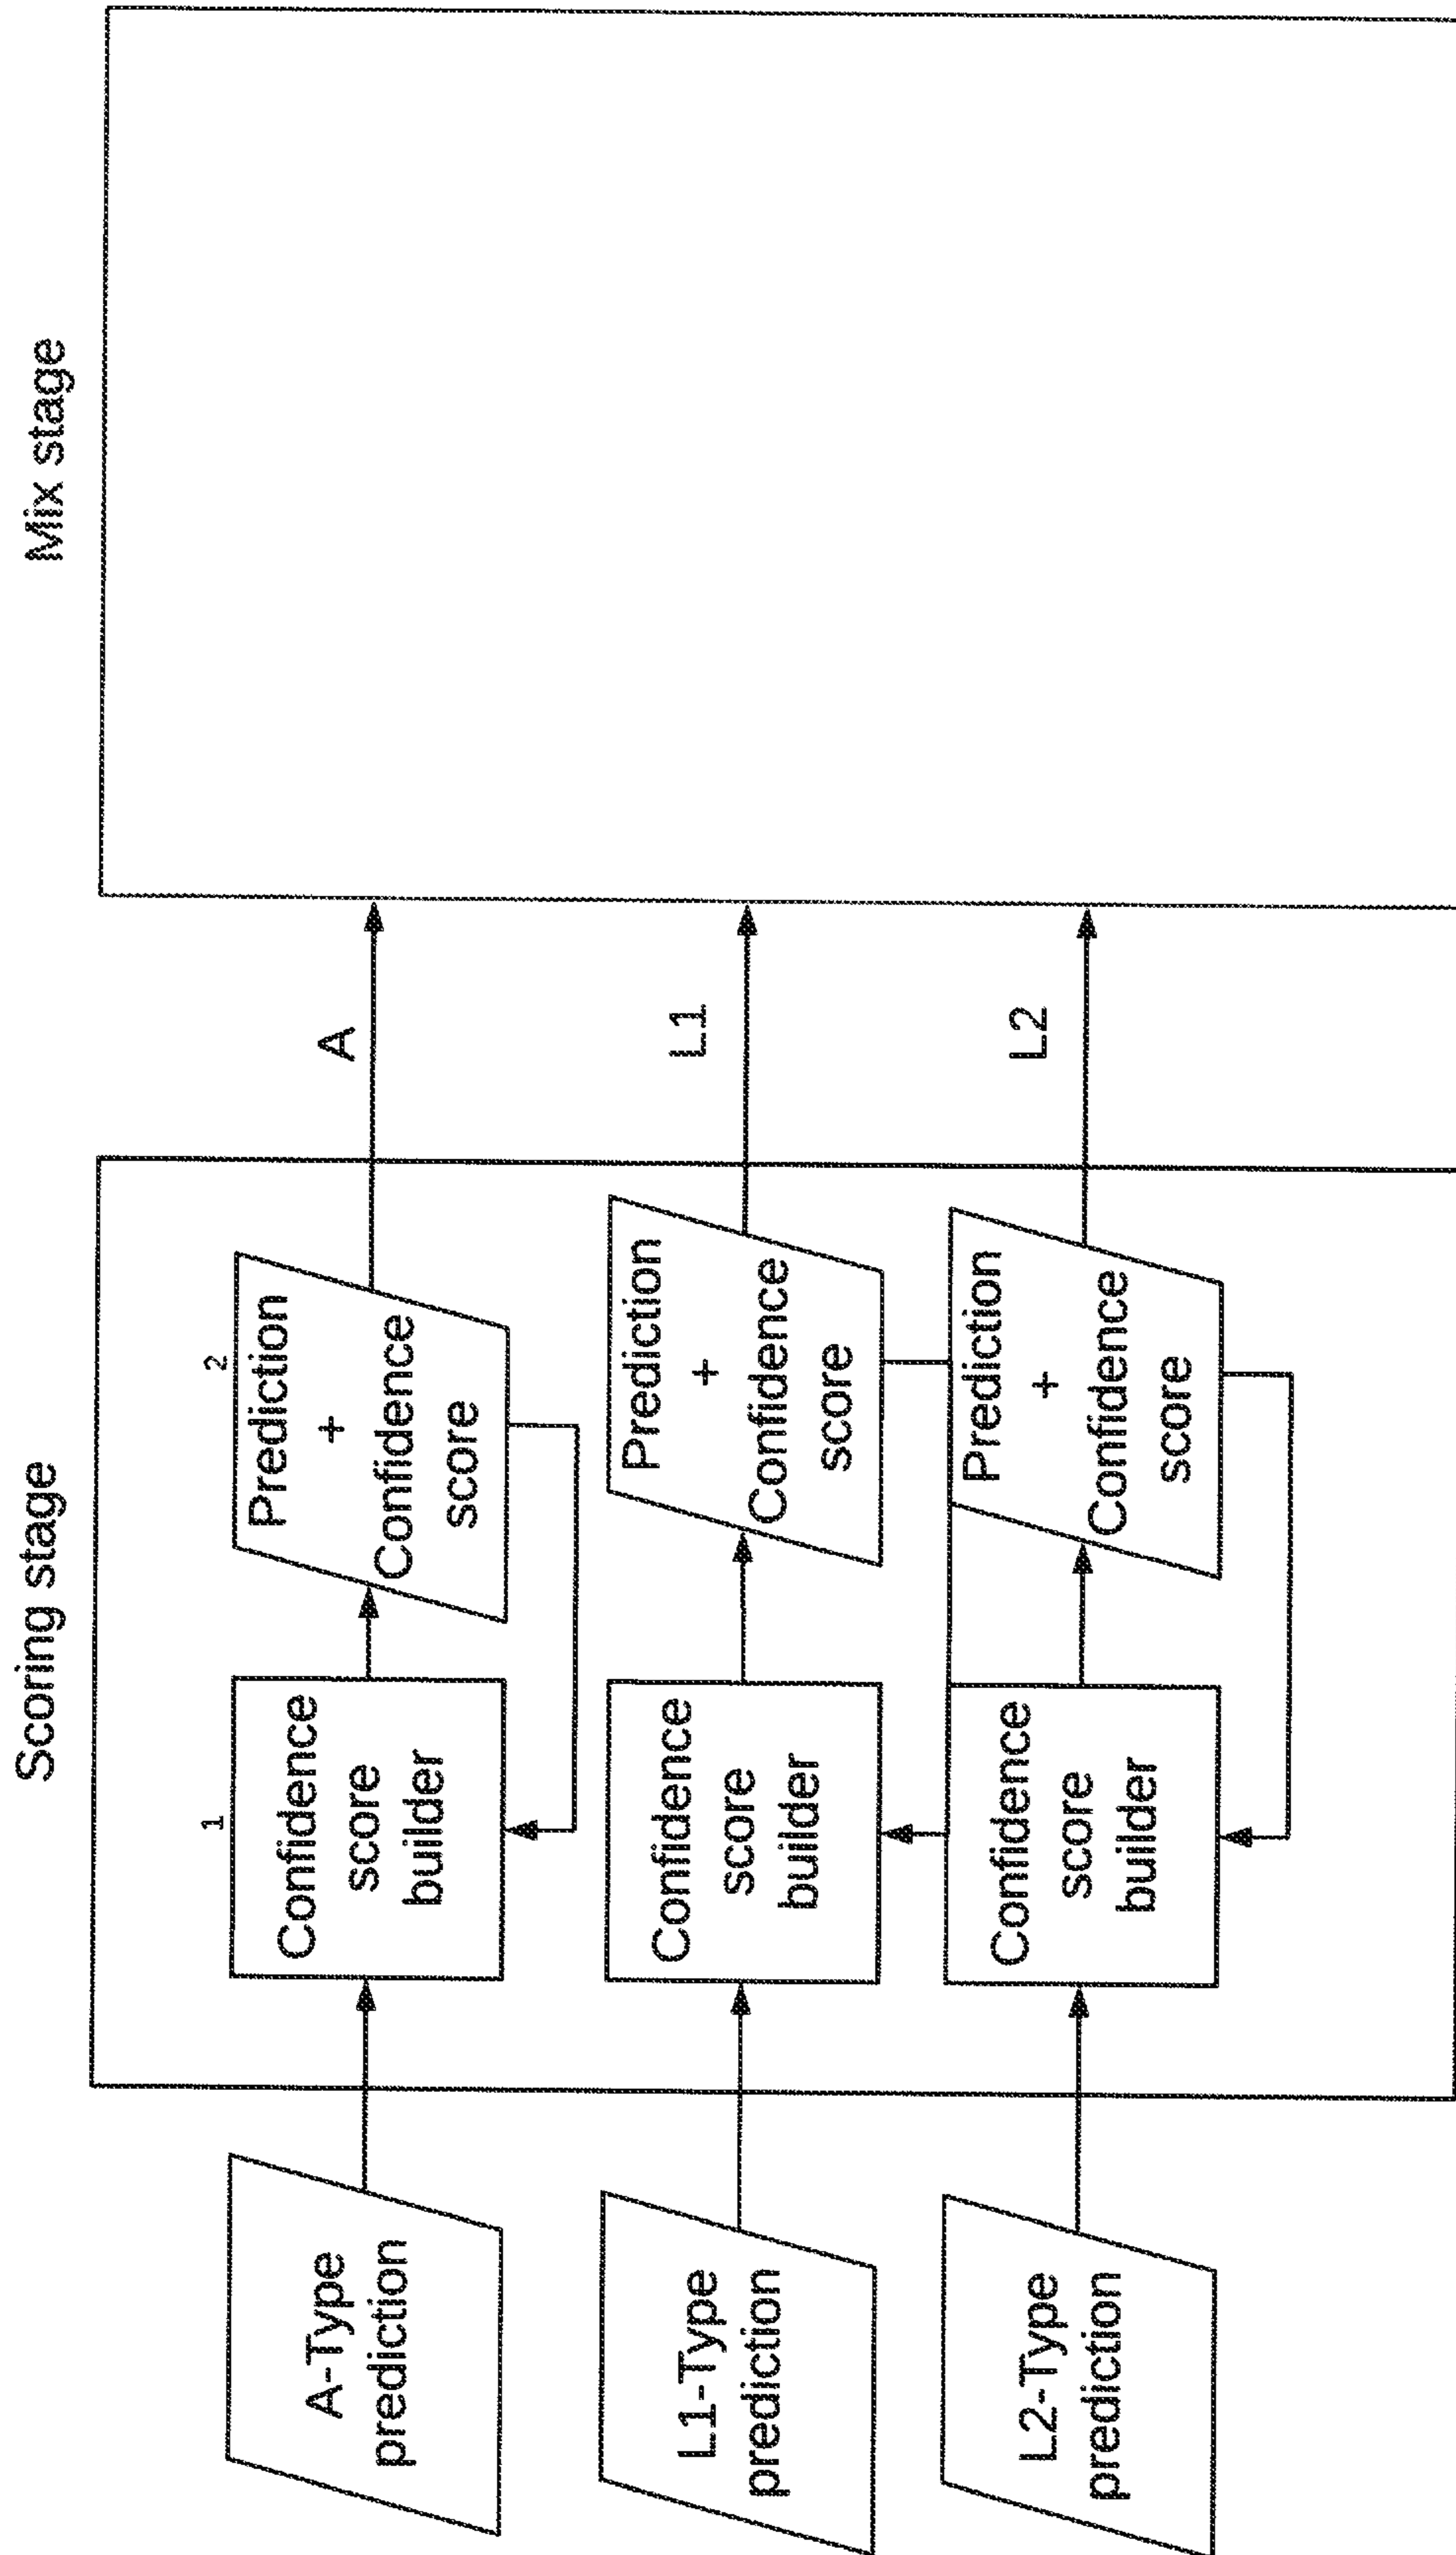 Scoring stage
Mix stage
1
2
A-Type
prediction
Confidence
score
builder
Prediction
+
Confidence
score
A
L1-Type
prediction
Confidence
score
builder
Prediction
+
Confidence
score
L1
L2-Type
prediction
Confidence
score
builder
Prediction
+
Confidence
score
L2